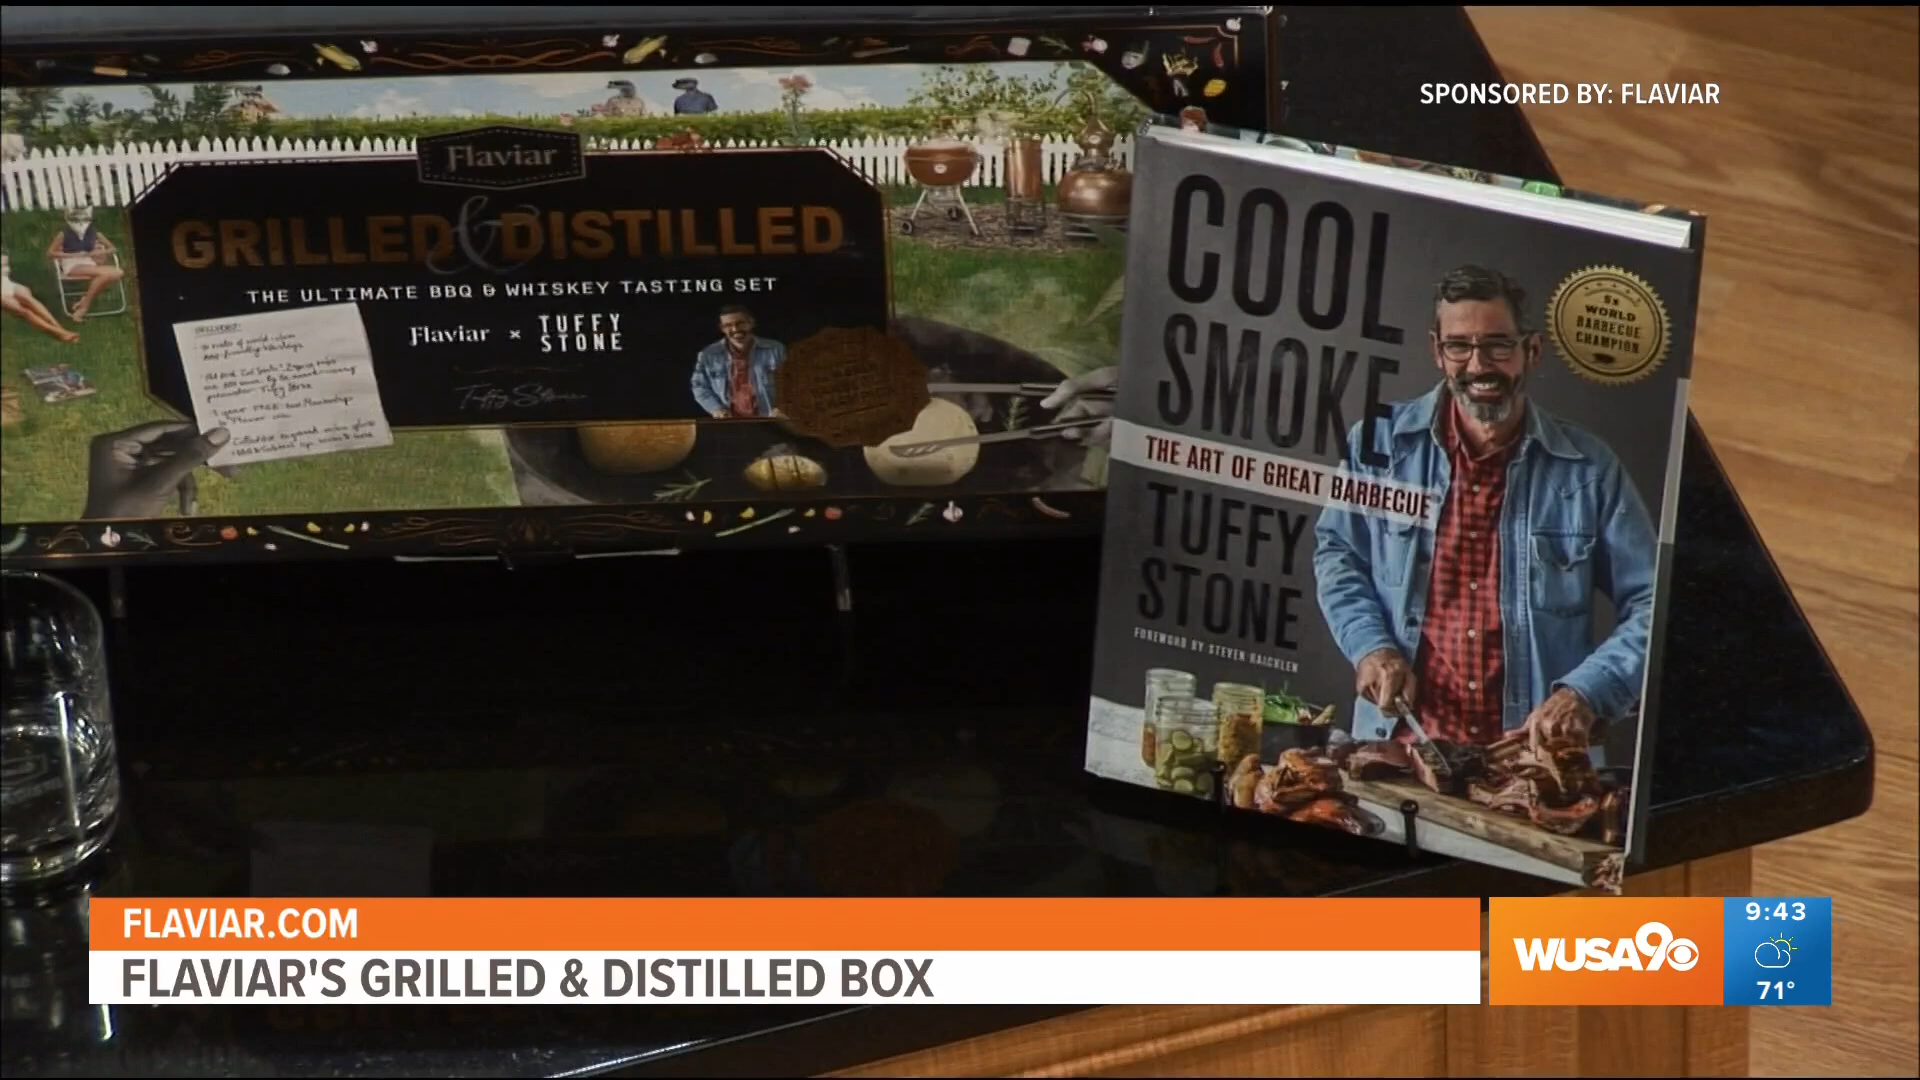 SPONSORED BY: FLAVIAR
Flaviar
GRILLED & DISTILLED
THE ULTIMATE BBQ & WHISKEY TASTING SET
Flaviar × TUFFY STONE
Tuffy Stone
COOL
SMOKE
THE ART OF GREAT BARBECUE
TUFFY
STONE
FOREWORD BY STEVEN RAICHLEN
5x
WORLD
BARBECUE
CHAMPION
FLAVIAR.COM
FLAVIAR'S GRILLED & DISTILLED BOX
WUSA9
9:43
71°